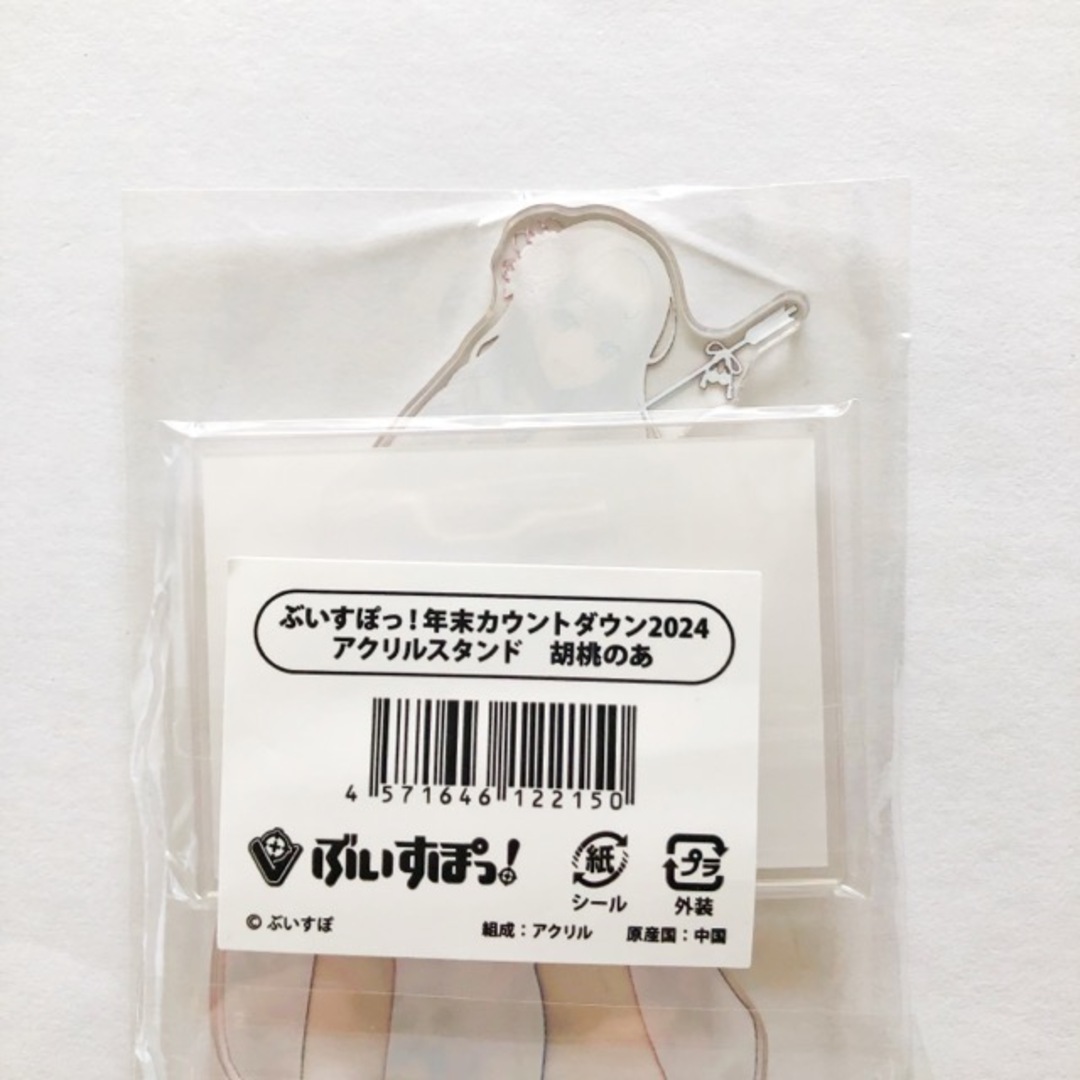 ぶいすぽっ！年末カウントダウン2024
アクリルスタンド　胡桃のあ
4 571646 122150
ぶいすぽっ！
紙
シール
プラ
外装
© ぶいすぽ
組成：アクリル　原産国：中国